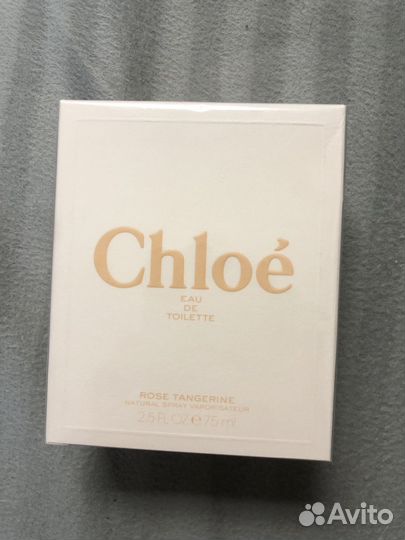 Chloé
EAU
DE
TOILETTE
ROSE TANGERINE
NATURAL SPRAY VAPORISATEUR
2.5 FL.OZ ℮ 75 ml
Avito